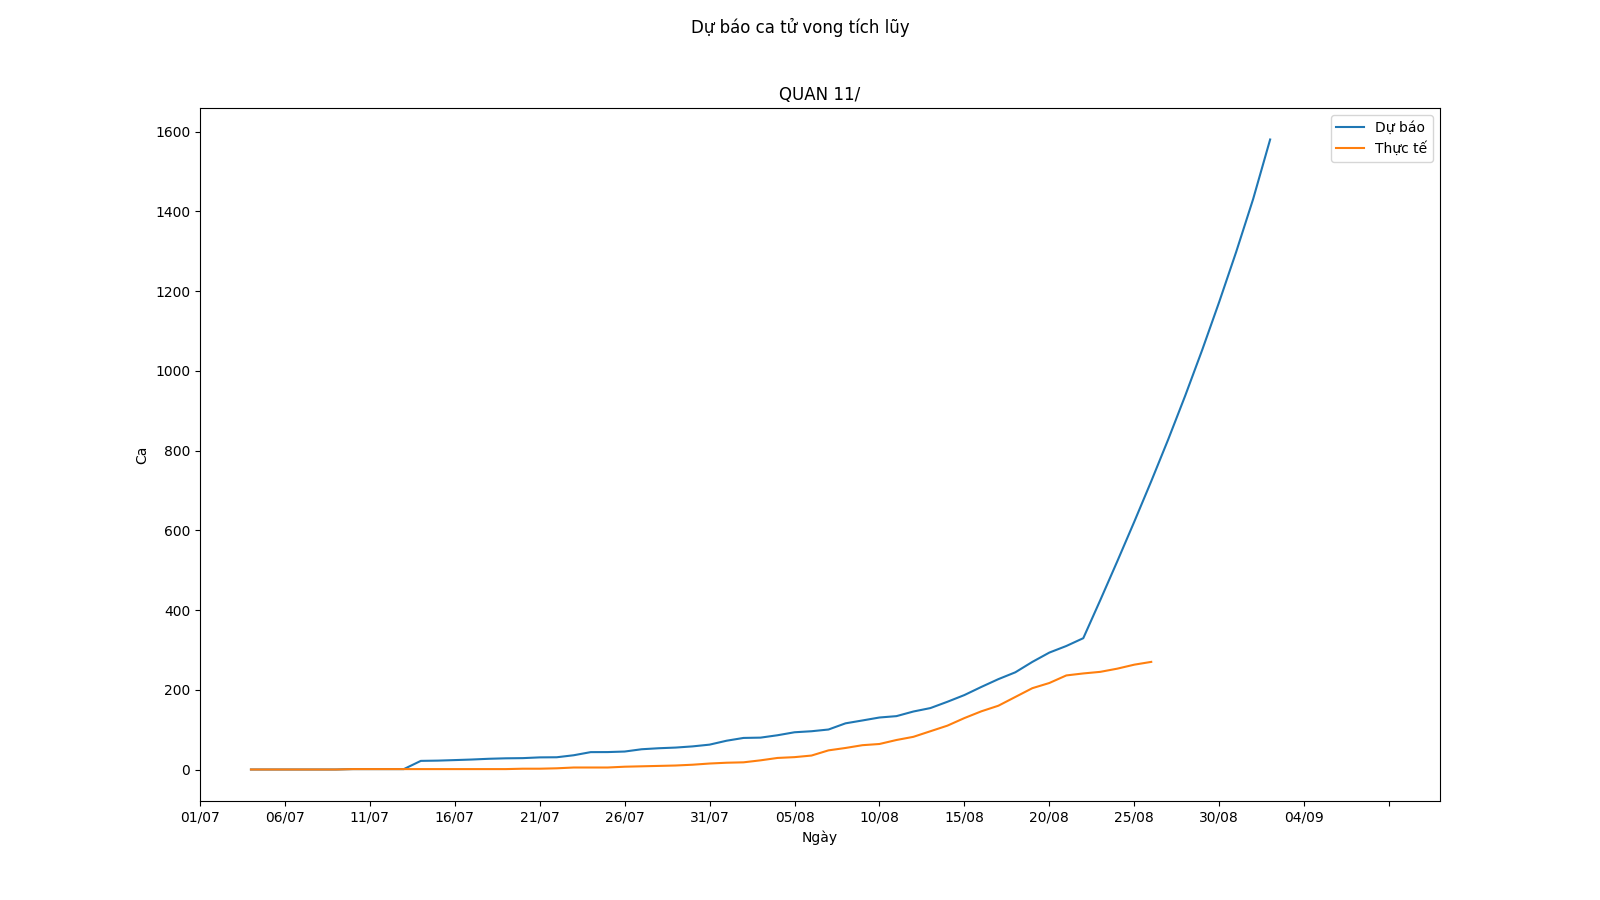 Dự báo ca tử vong tích lũy
QUAN 11/
Dự báo
Thực tế
1600
1400
1200
1000
800
600
400
200
0
Ca
01/07 06/07 11/07 16/07 21/07 26/07 31/07 05/08 10/08 15/08 20/08 25/08 30/08 04/09
Ngày